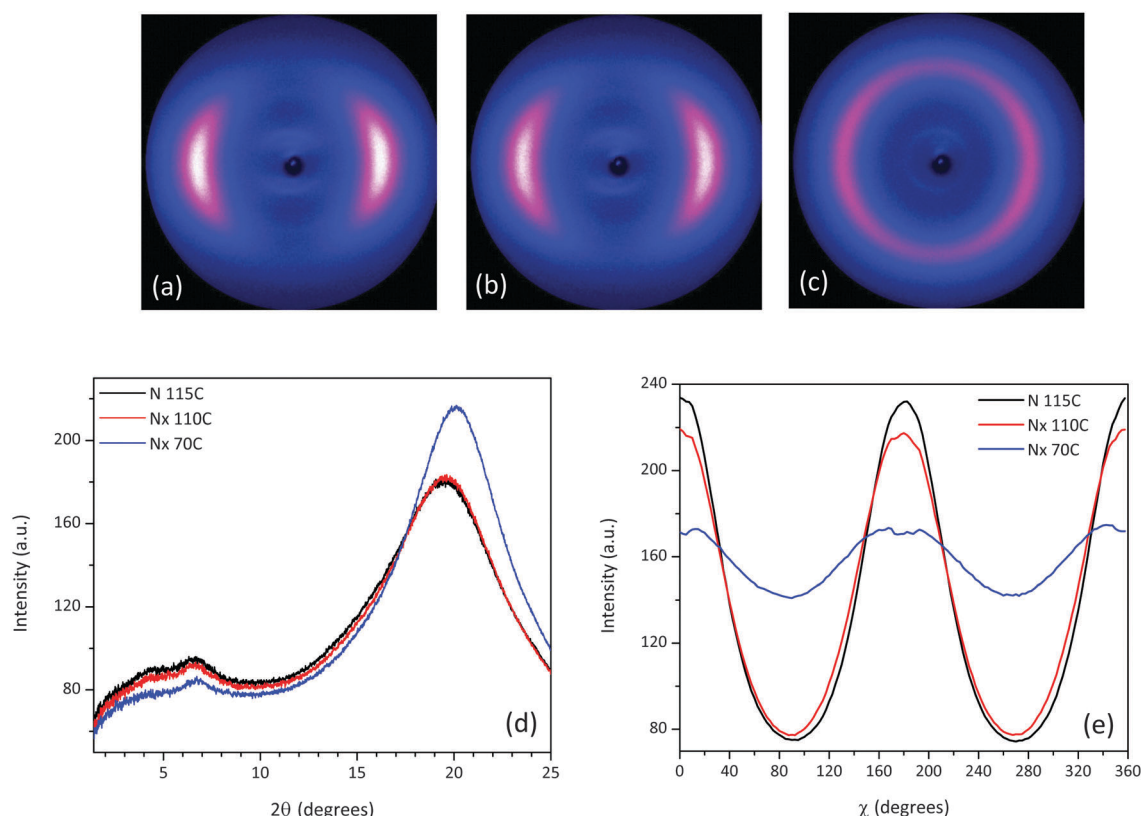 (a)
(b)
(c)
N 115C
Nx 110C
Nx 70C
200
160
120
80
5
10
15
20
25
Intensity (a.u.)
2θ (degrees)
(d)
240
200
160
120
80
0
40
80
120
160
200
240
280
320
360
N 115C
Nx 110C
Nx 70C
Intensity (a.u.)
χ (degrees)
(e)